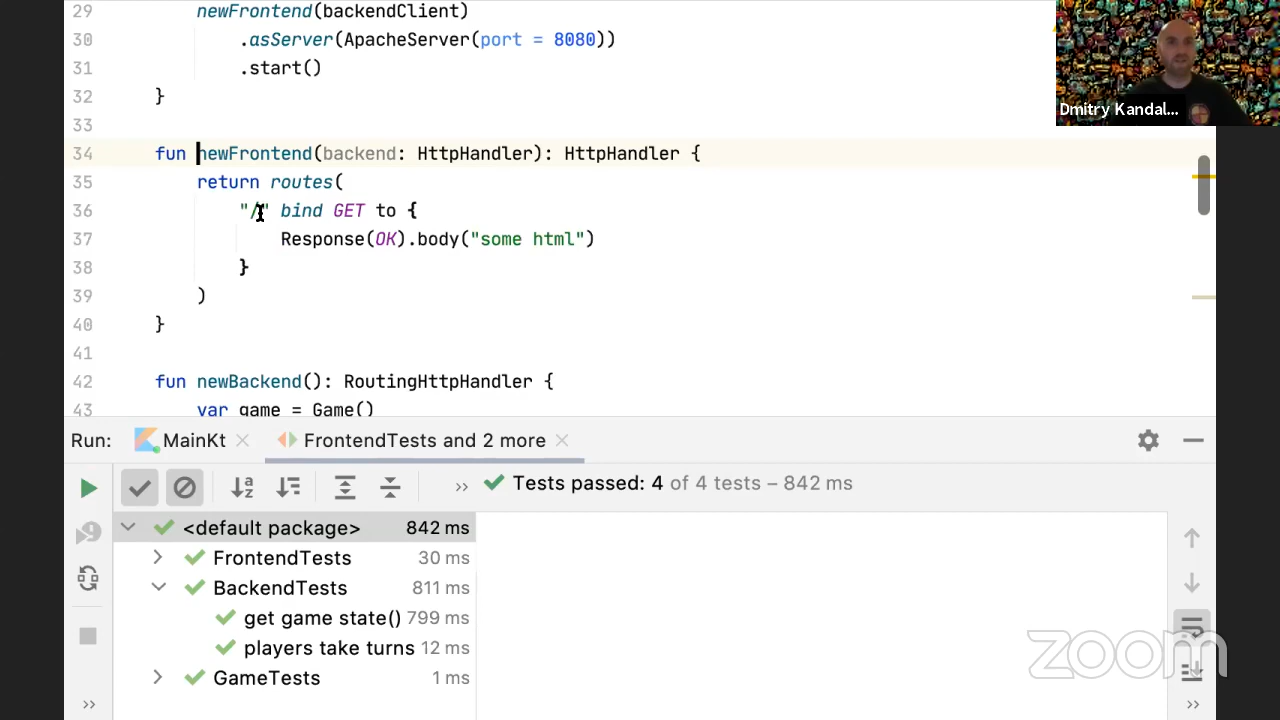 29 newFrontend(backendClient)
30 .asServer(ApacheServer(port = 8080))
31 .start()
32 }
33
34 fun newFrontend(backend: HttpHandler): HttpHandler {
35 return routes(
36 "/" bind GET to {
37 Response(OK).body("some html")
38 }
39 )
40 }
41
42 fun newBackend(): RoutingHttpHandler {
43 var game = Game()
Dmitry Kandal...
Run: MainKt FrontendTests and 2 more
Tests passed: 4 of 4 tests – 842 ms
<default package> 842 ms
FrontendTests 30 ms
BackendTests 811 ms
get game state() 799 ms
players take turns 12 ms
GameTests 1 ms
zoom